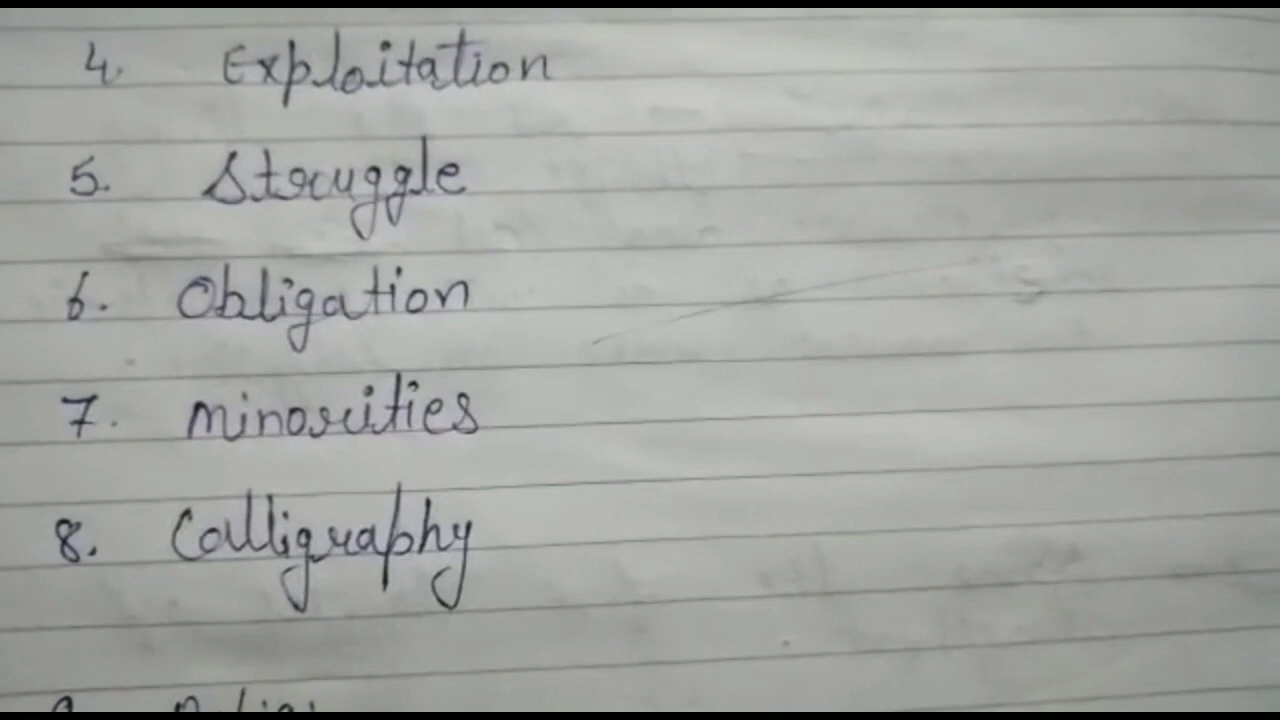 4. Exploitation
5. Struggle
6. Obligation
7. minorities
8. Calligraphy